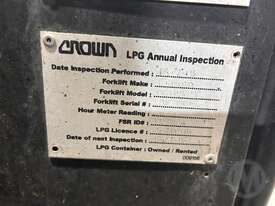 CROWN LPG Annual Inspection
Date Inspection Performed :
Forklift Make :
Forklift Model :
Forklift Serial # :
Hour Meter Reading :
FSR ID# :
LPG Licence # :
Date of next Inspection :
LPG Container : Owned / Rented